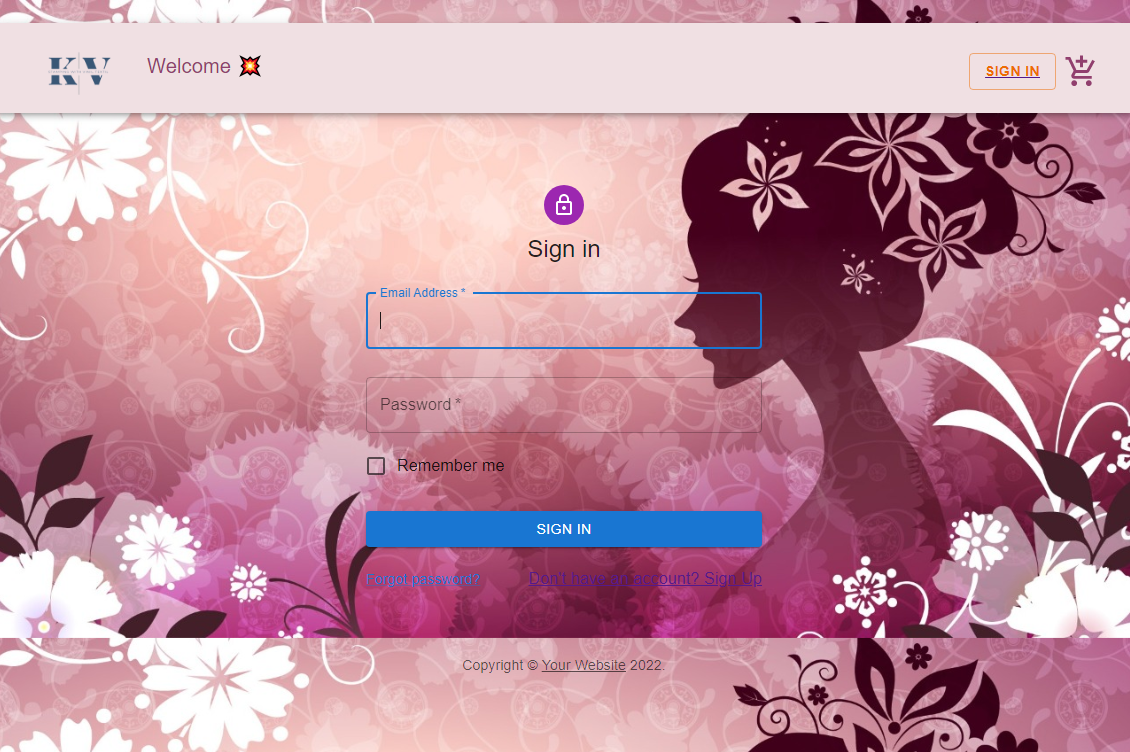 KV
Welcome 💥
SIGN IN
Sign in
Email Address *
Password *
Remember me
SIGN IN
Forgot password?
Don't have an account? Sign Up
Copyright © Your Website 2022.